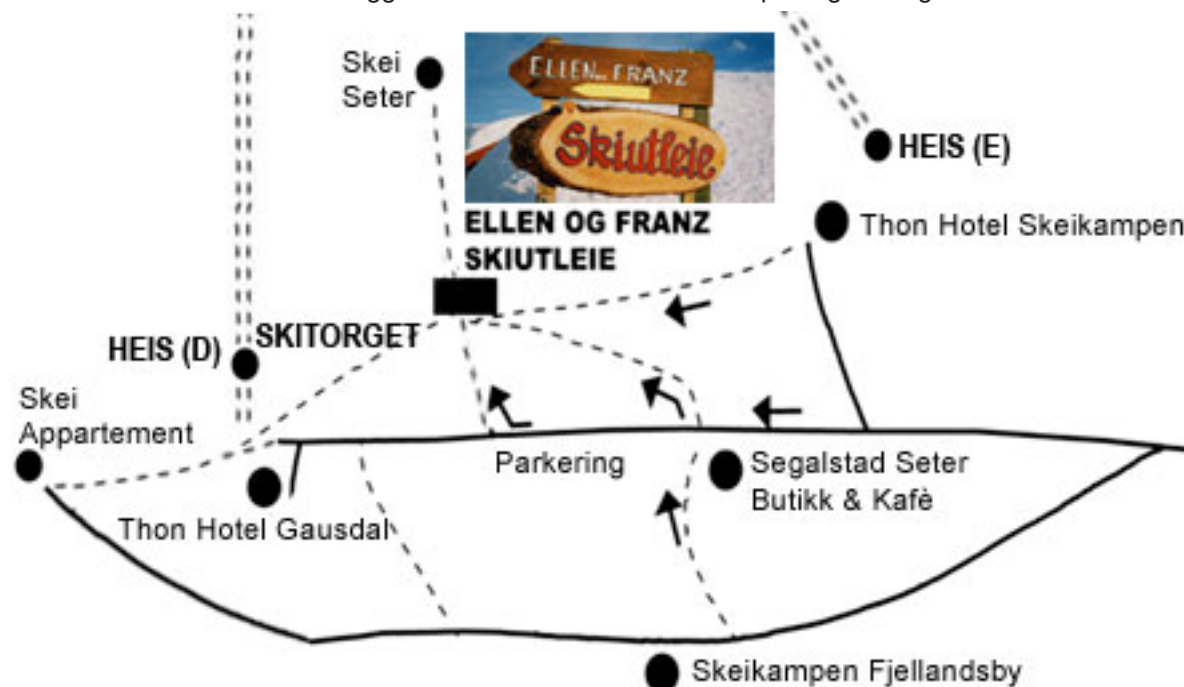 Skei
Seter
ELLEN FRANZ
Skiutleie
HEIS (E)
ELLEN OG FRANZ
SKIUTLEIE
Thon Hotel Skeikampen
HEIS (D)
SKITORGET
Skei
Appartement
Parkering
Segalstad Seter
Butikk & Kafè
Thon Hotel Gausdal
Skeikampen Fjellandsby